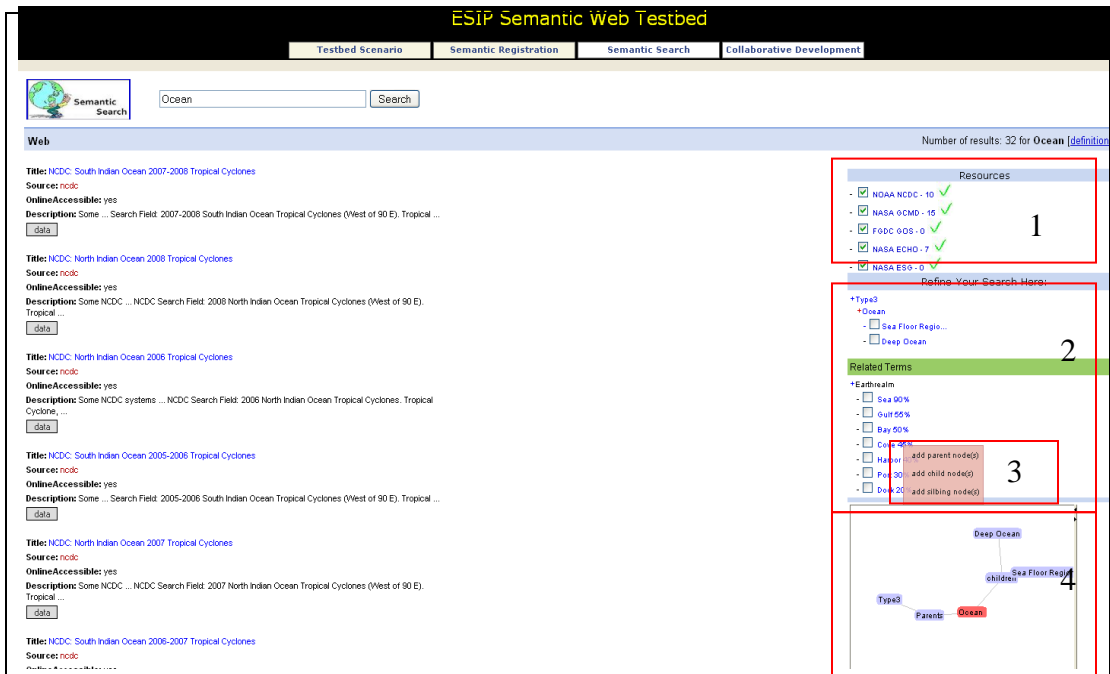 ESIP Semantic Web Testbed
Testbed Scenario Semantic Registration Semantic Search Collaborative Development
Semantic
Search
Ocean Search
Web Number of results: 32 for Ocean [definition
Title: NCDC: South Indian Ocean 2007-2008 Tropical Cyclones
Source: ncdc
OnlineAccessible: yes
Description: Some ... Search Field: 2007-2008 South Indian Ocean Tropical Cyclones (West of 90 E). Tropical ...
data
Title: NCDC: North Indian Ocean 2008 Tropical Cyclones
Source: ncdc
OnlineAccessible: yes
Description: Some NCDC ... NCDC Search Field: 2008 North Indian Ocean Tropical Cyclones (West of 90 E).
Tropical ...
data
Title: NCDC: North Indian Ocean 2006 Tropical Cyclones
Source: ncdc
OnlineAccessible: yes
Description: Some NCDC systems ... NCDC Search Field: 2006 North Indian Ocean Tropical Cyclones. Tropical
Cyclone, ...
data
Title: NCDC: South Indian Ocean 2005-2006 Tropical Cyclones
Source: ncdc
OnlineAccessible: yes
Description: Some ... Search Field: 2005-2006 South Indian Ocean Tropical Cyclones (West of 90 E). Tropical ...
data
Title: NCDC: North Indian Ocean 2007 Tropical Cyclones
Source: ncdc
OnlineAccessible: yes
Description: Some NCDC ... NCDC Search Field: 2007 North Indian Ocean Tropical Cyclones (West of 90 E).
Tropical ...
data
Title: NCDC: South Indian Ocean 2006-2007 Tropical Cyclones
Source: ncdc
OnlineAccessible: yes
Resources
- NOAA NCDC - 10
- NASA GCMD - 15
- FGDC GOS - 0
- NASA ECHO - 7
- NASA ESG - 0
1
Refine Your Search Here:
+Type3
+Ocean
- Sea Floor Regio...
- Deep Ocean
2
Related Terms
+Earthrealm
- Sea 90%
- Gulf 55%
- Bay 50%
- Cove 45%
- Harbor
- Port 30%
- Dock 20%
add parent node(s)
add child node(s)
add silbing node(s)
3
Deep Ocean
Sea Floor Region
children
4
Type3
Parents
Ocean